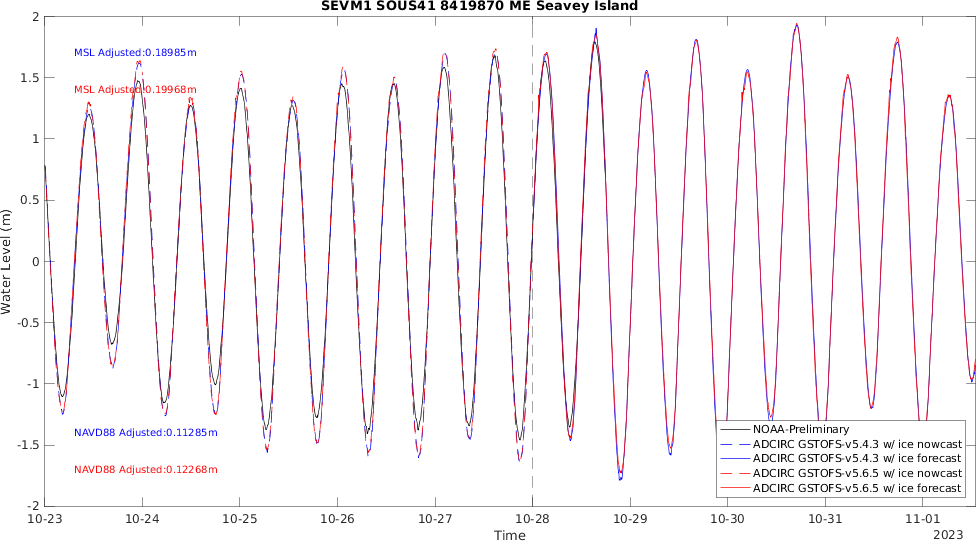 SEVM1 SOUS41 8419870 ME Seavey Island
2
1.5
1
0.5
0
-0.5
-1
-1.5
-2
Water Level (m)
MSL Adjusted:0.18985m
MSL Adjusted:0.19968m
NAVD88 Adjusted:0.11285m
NAVD88 Adjusted:0.12268m
NOAA-Preliminary
ADCIRC GSTOFS-v5.4.3 w/ ice nowcast
ADCIRC GSTOFS-v5.4.3 w/ ice forecast
ADCIRC GSTOFS-v5.6.5 w/ ice nowcast
ADCIRC GSTOFS-v5.6.5 w/ ice forecast
10-23 10-24 10-25 10-26 10-27 10-28 10-29 10-30 10-31 11-01
Time
2023